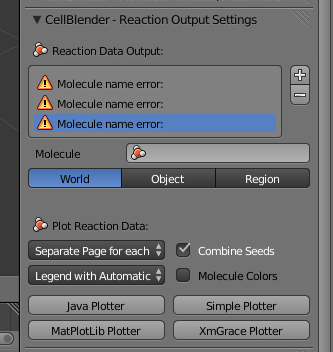 CellBlender - Reaction Output Settings
Reaction Data Output:
Molecule name error:
Molecule name error:
Molecule name error:
Molecule
World Object Region
Plot Reaction Data:
Separate Page for each Combine Seeds
Legend with Automatic Molecule Colors
Java Plotter Simple Plotter
MatPlotLib Plotter XmGrace Plotter